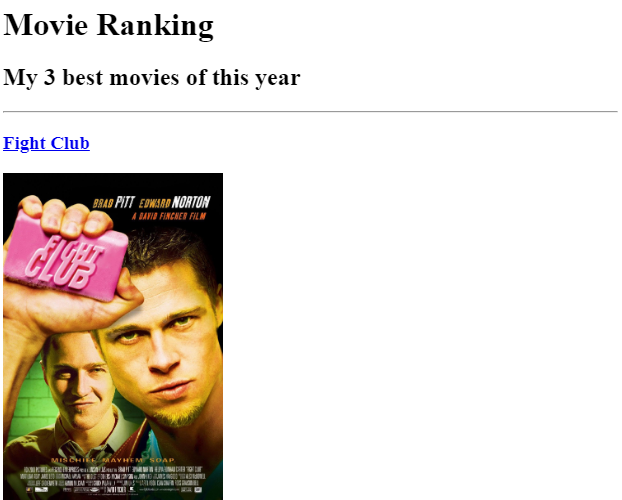 Movie Ranking
My 3 best movies of this year
Fight Club
BRAD PITT EDWARD NORTON
A DAVID FINCHER FILM
FIGHT
CLUB
MISCHIEF. MAYHEM. SOAP.